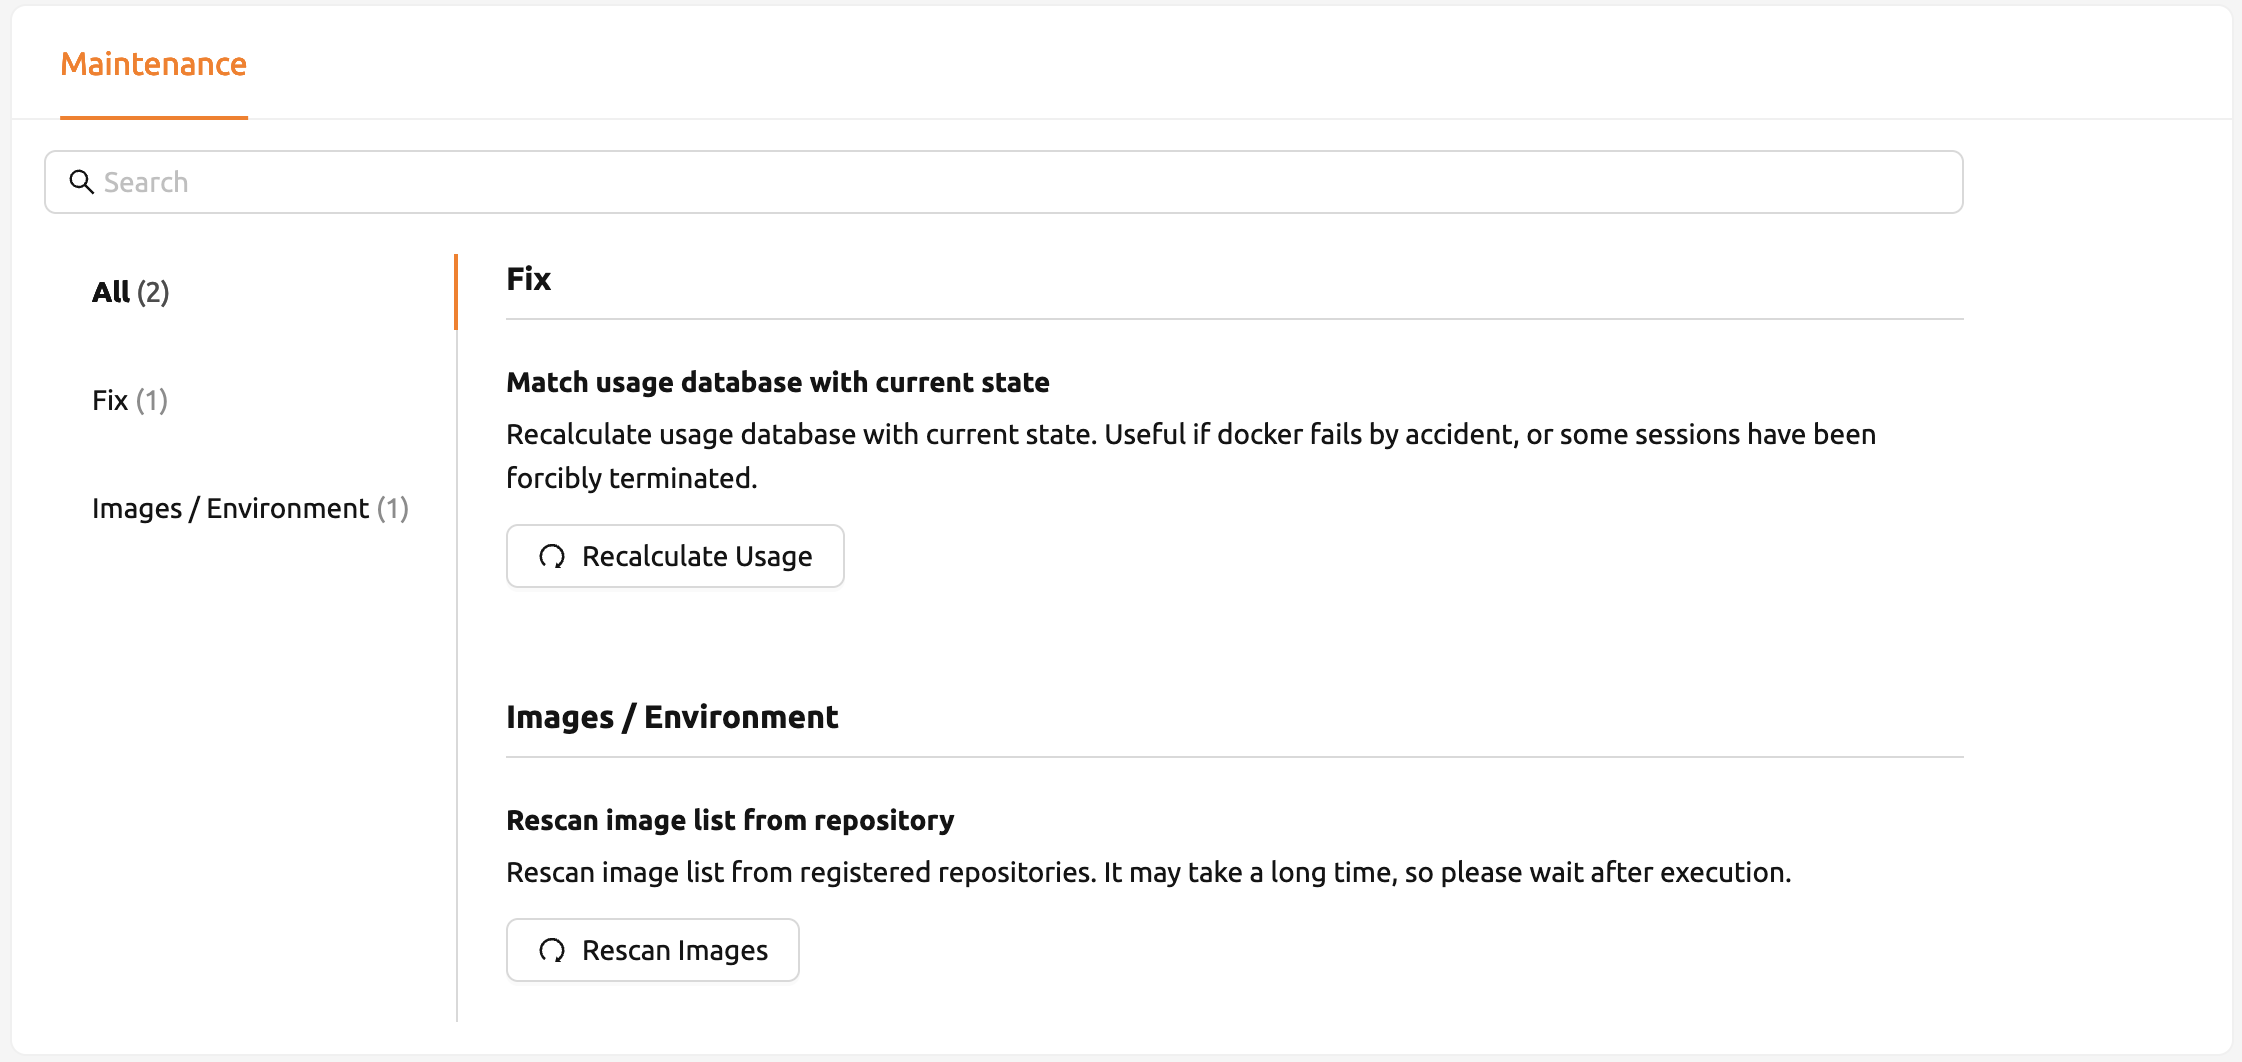 Maintenance
Search
All (2)
Fix (1)
Images / Environment (1)
Fix
Match usage database with current state
Recalculate usage database with current state. Useful if docker fails by accident, or some sessions have been
forcibly terminated.
Recalculate Usage
Images / Environment
Rescan image list from repository
Rescan image list from registered repositories. It may take a long time, so please wait after execution.
Rescan Images